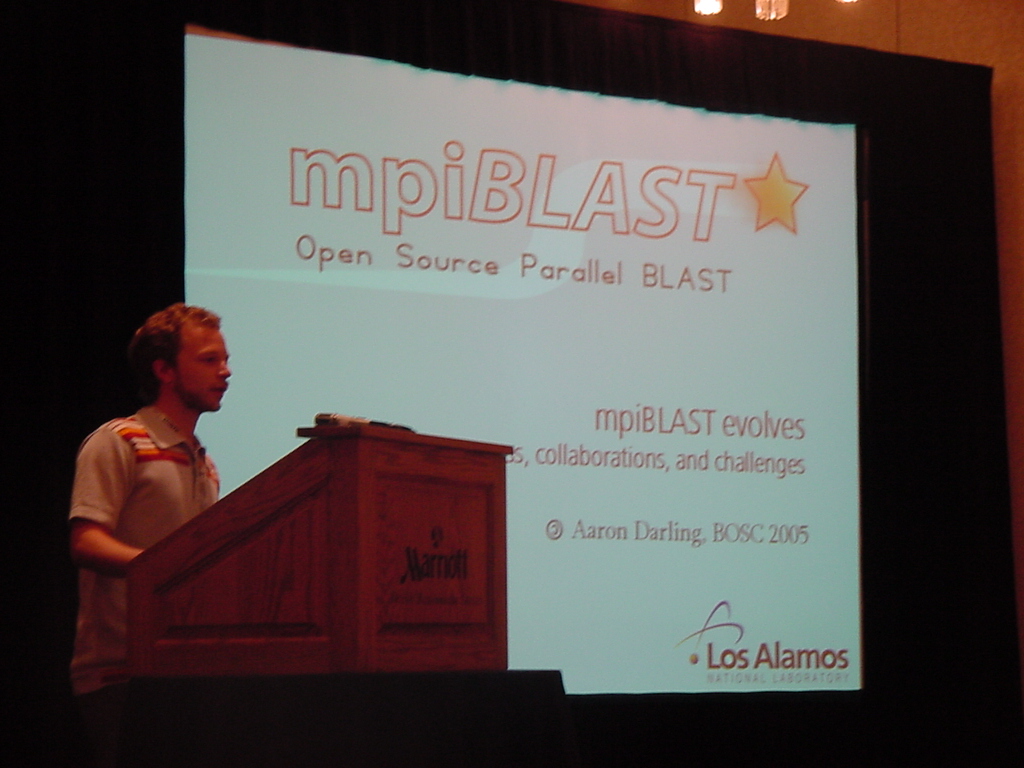 mpiBLAST
Open Source Parallel BLAST
mpiBLAST evolves
s, collaborations, and challenges
Aaron Darling, BOSC 2005
Los Alamos
NATIONAL LABORATORY
Marriott